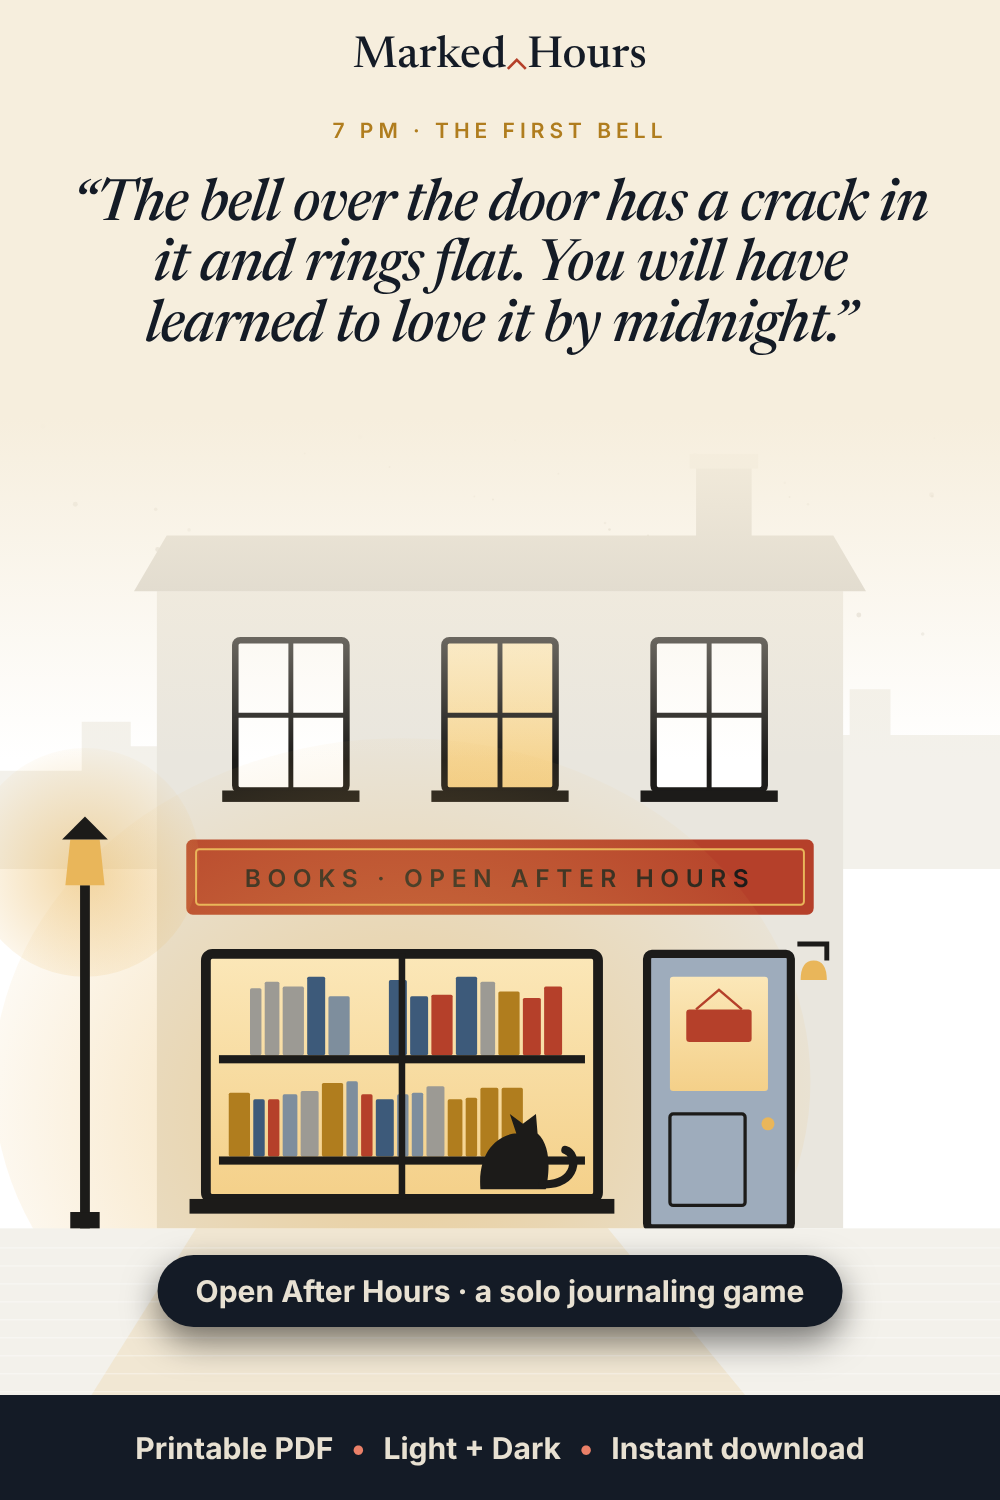 Marked‸Hours
7 PM · THE FIRST BELL
“The bell over the door has a crack in
it and rings flat. You will have
learned to love it by midnight.”
BOOKS · OPEN AFTER HOURS
Open After Hours · a solo journaling game
Printable PDF • Light + Dark • Instant download